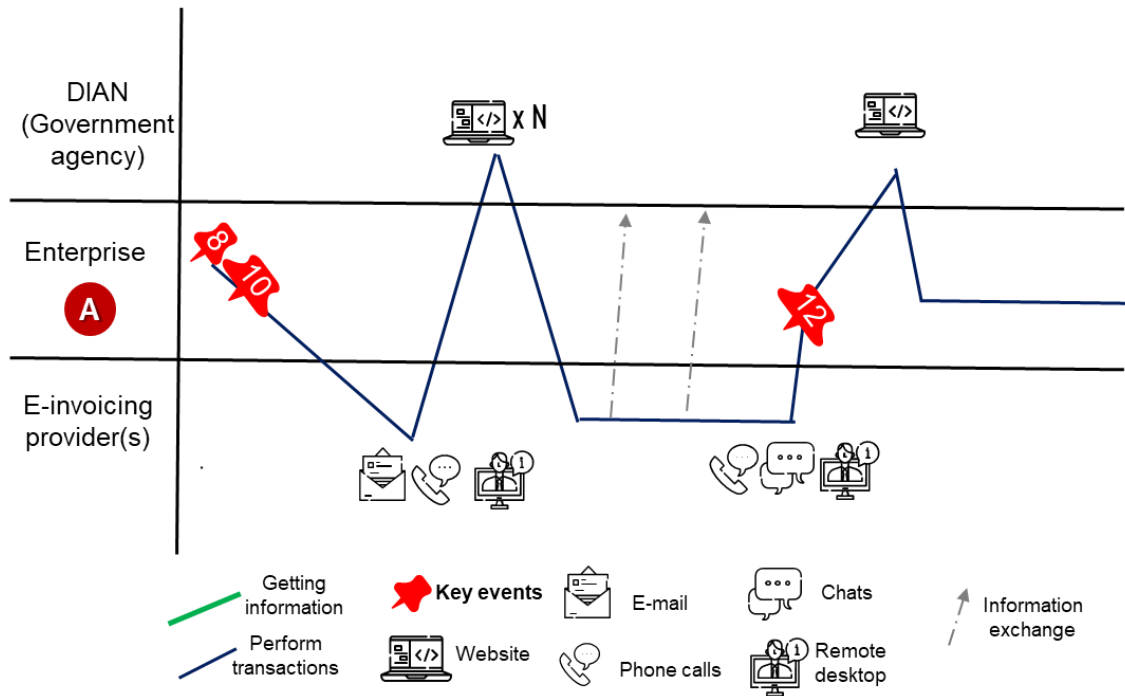 DIAN
(Government
agency)
x N
8
10
Enterprise
A
12
E-invoicing
provider(s)
Getting
information
Key events
E-mail
Chats
Information
exchange
Perform
transactions
Website
Phone calls
Remote
desktop